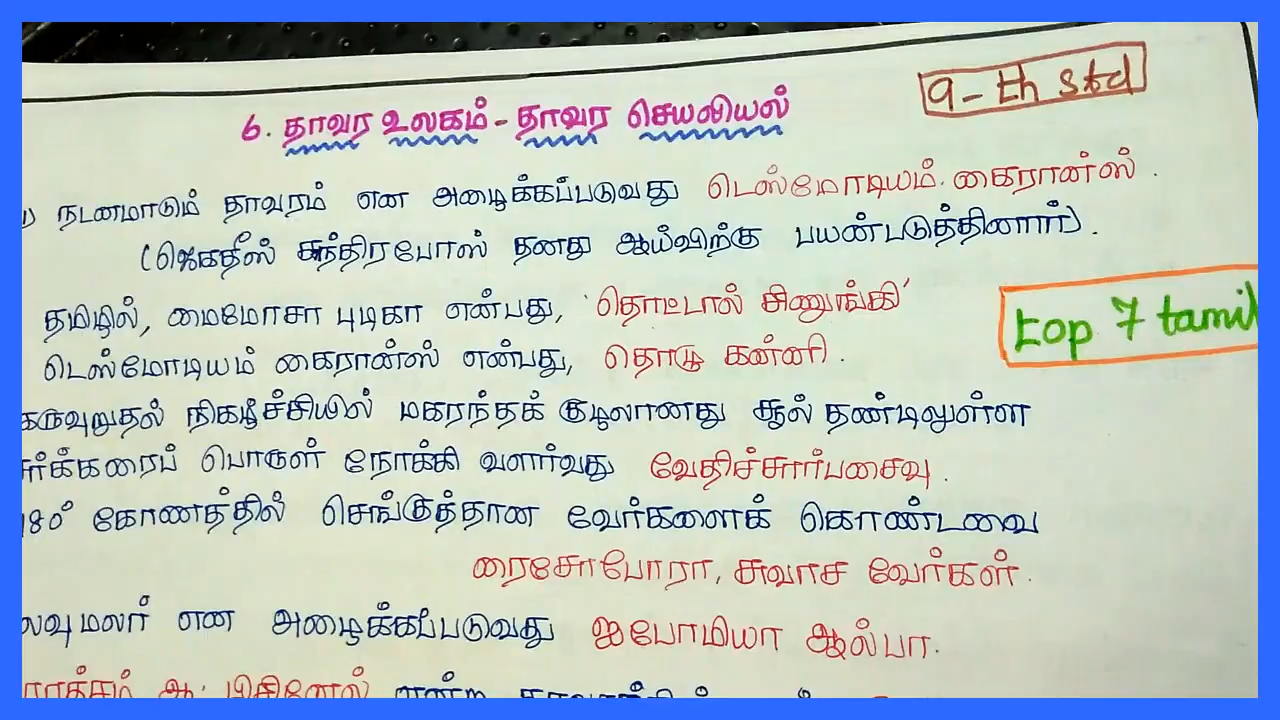 9-th std
6. தாவர உலகம் - தாவர செயலியல்
நடனமாடும் தாவரம் என அழைக்கப்படுவது டெஸ்மோடியம். கைரான்ஸ்.
(ஜெகதீஸ் சந்திரபோஸ் தனது ஆய்விற்கு பயன்படுத்தினார்).
தமிழில், மைமோசா புடிகா என்பது, 'தொட்டால் சிணுங்கி'
Top 7 tamil
டெஸ்மோடியம் கைரான்ஸ் என்பது, தொழு கன்னி.
கருவுறுதல் நிகழ்ச்சியில் மகரந்தக் குழலானது சூல் தண்டிலுள்ள
சர்க்கரைப் பொருள் நோக்கி வளர்வது வேதிச்சார்பசைவு.
180° கோணத்தில் செங்குத்தான வேர்களைக் கொண்டவை
ரைசோபோரா, சுவாச வேர்கள்.
மலர் என அழைக்கப்படுவது ஐபோமியா ஆல்பா.